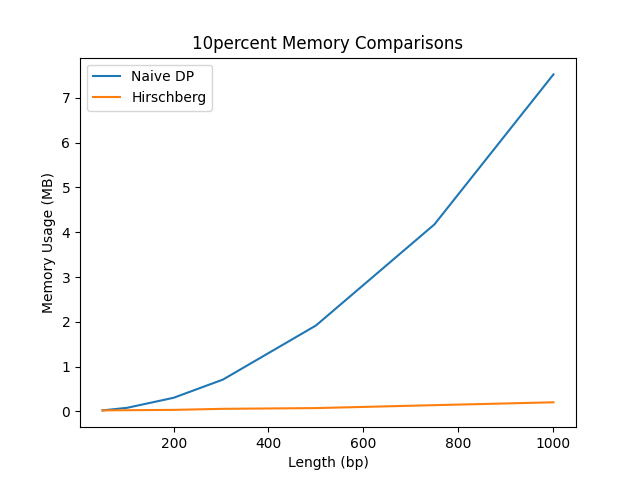 10percent Memory Comparisons
Naive DP
Hirschberg
Memory Usage (MB)
7
6
5
4
3
2
1
0
200 400 600 800 1000
Length (bp)